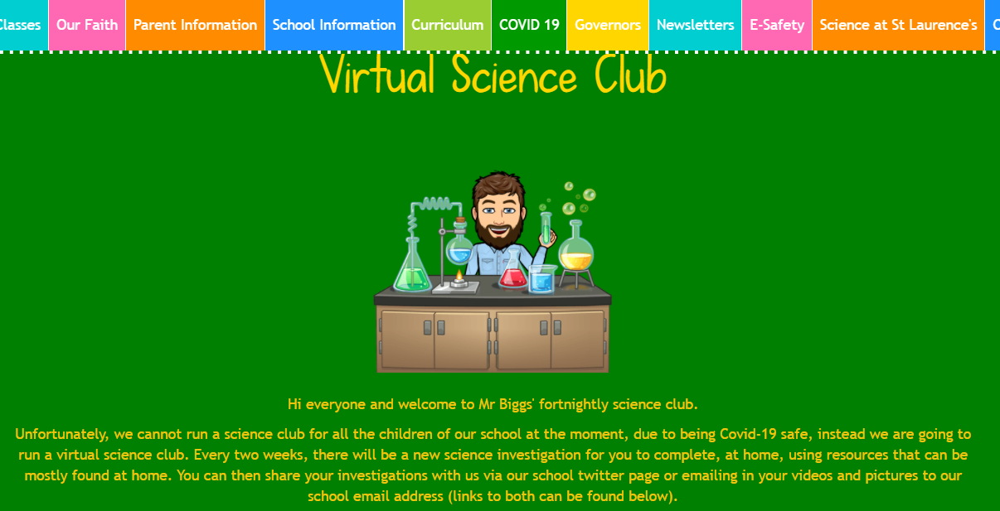 Classes Our Faith Parent Information School Information Curriculum COVID 19 Governors Newsletters E-Safety Science at St Laurence's
Virtual Science Club
Hi everyone and welcome to Mr Biggs' fortnightly science club.
Unfortunately, we cannot run a science club for all the children of our school at the moment, due to being Covid-19 safe, instead we are going to
run a virtual science club. Every two weeks, there will be a new science investigation for you to complete, at home, using resources that can be
mostly found at home. You can then share your investigations with us via our school twitter page or emailing in your videos and pictures to our
school email address (links to both can be found below).